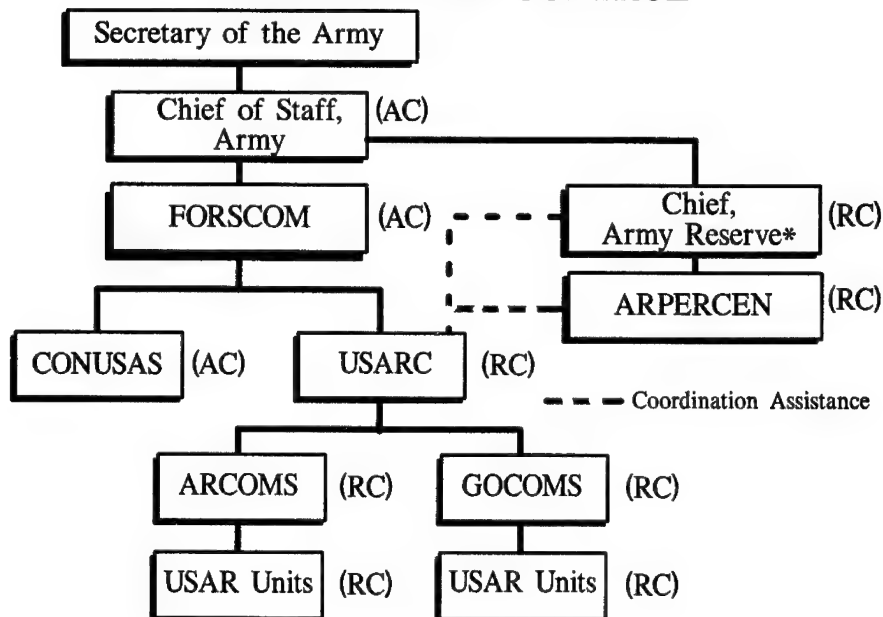 Secretary of the Army
Chief of Staff,
Army
(AC)
FORSCOM
(AC)
Chief,
Army Reserve*
(RC)
ARPERCEN
(RC)
CONUSAS
(AC)
USARC
(RC)
Coordination Assistance
ARCOMS
(RC)
GOCOMS
(RC)
USAR Units
(RC)
USAR Units
(RC)